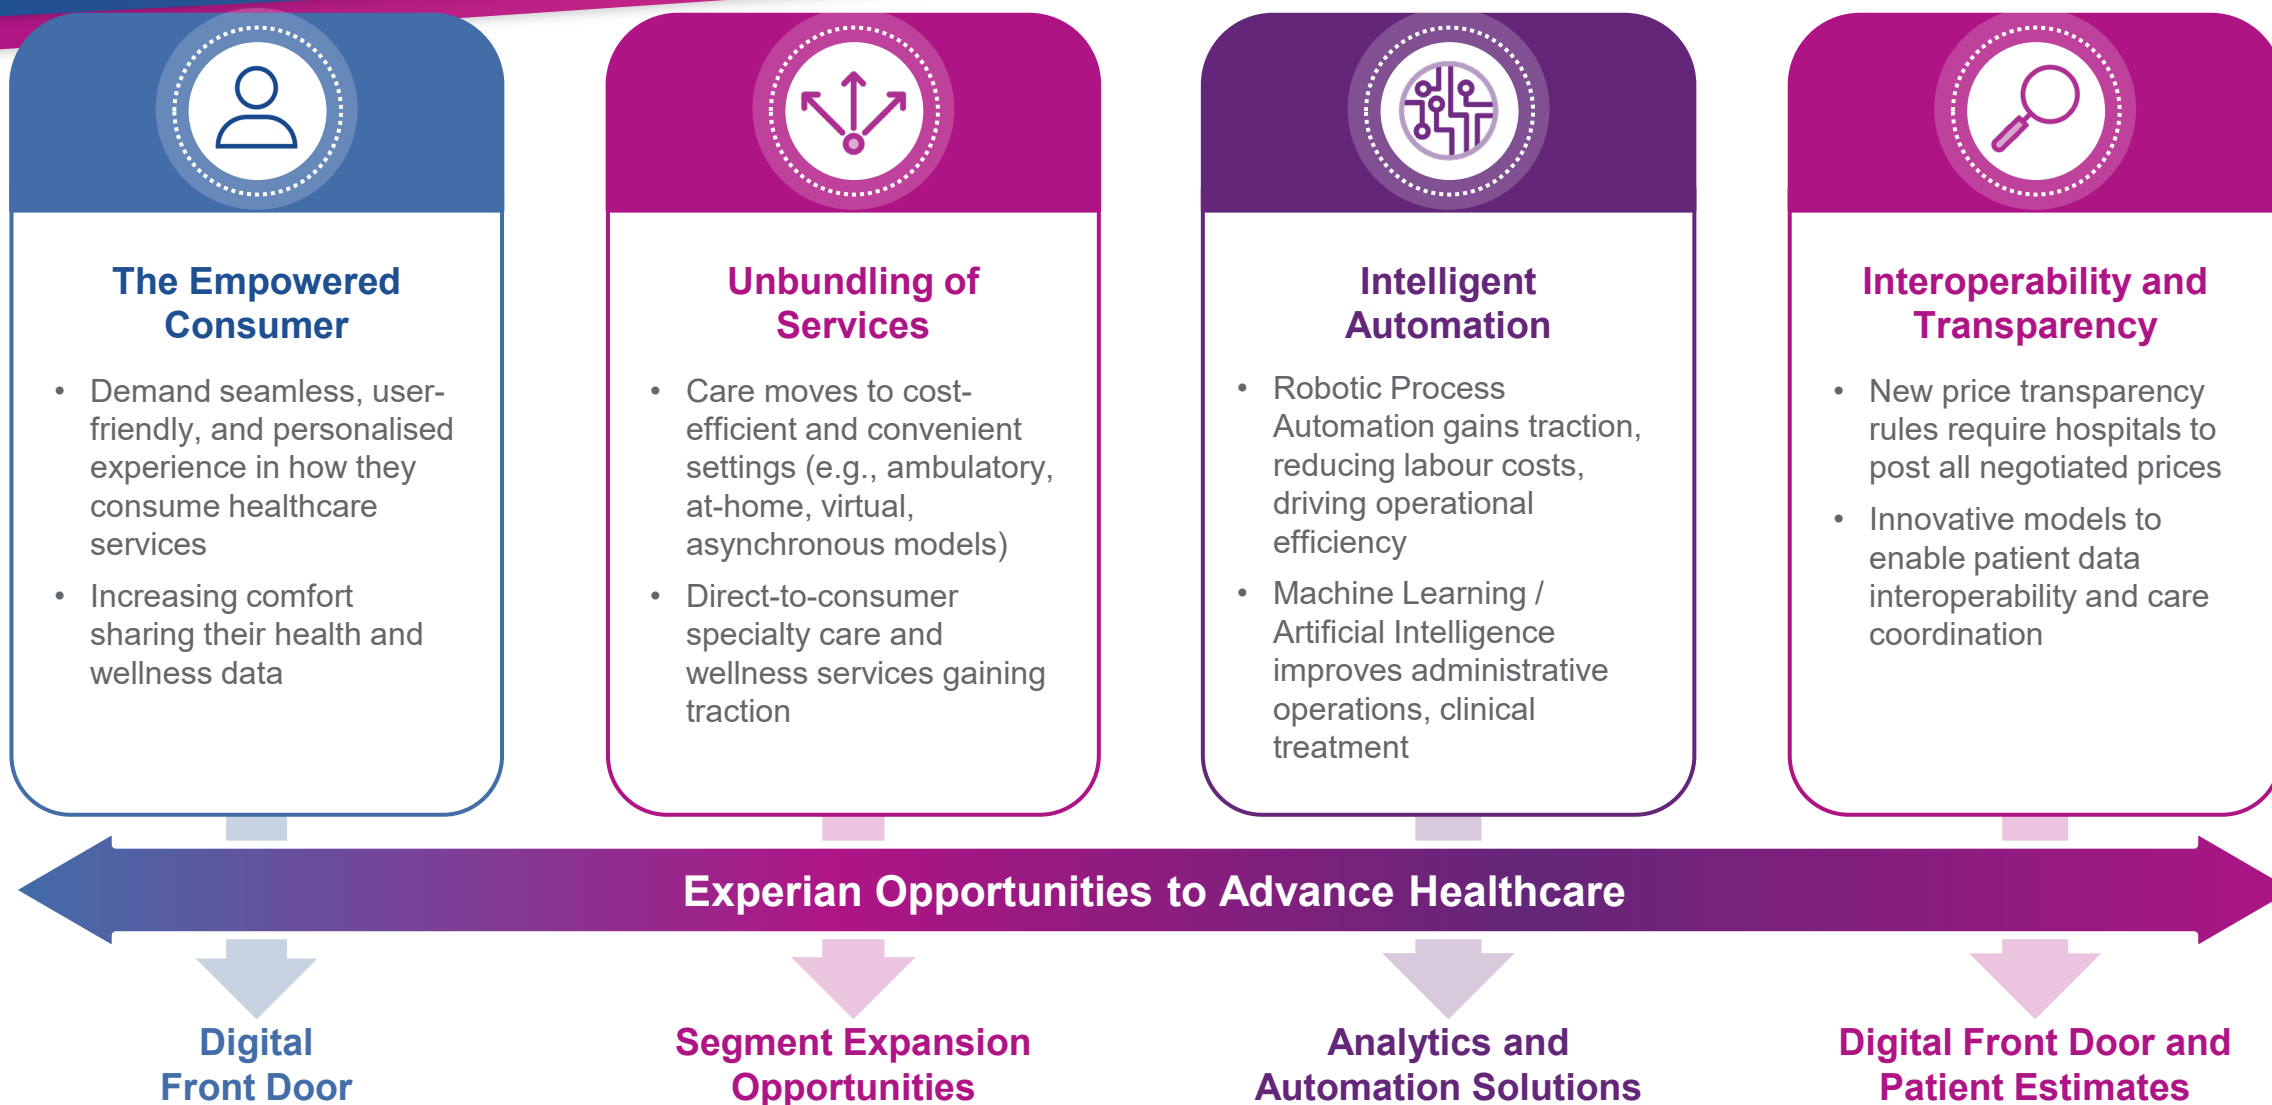 The Empowered
Consumer
• Demand seamless, user-
friendly, and personalised
experience in how they
consume healthcare
services
• Increasing comfort
sharing their health and
wellness data
Unbundling of
Services
• Care moves to cost-
efficient and convenient
settings (e.g., ambulatory,
at-home, virtual,
asynchronous models)
• Direct-to-consumer
specialty care and
wellness services gaining
traction
Intelligent
Automation
• Robotic Process
Automation gains traction,
reducing labour costs,
driving operational
efficiency
• Machine Learning /
Artificial Intelligence
improves administrative
operations, clinical
treatment
Interoperability and
Transparency
• New price transparency
rules require hospitals to
post all negotiated prices
• Innovative models to
enable patient data
interoperability and care
coordination
Experian Opportunities to Advance Healthcare
Digital
Front Door
Segment Expansion
Opportunities
Analytics and
Automation Solutions
Digital Front Door and
Patient Estimates